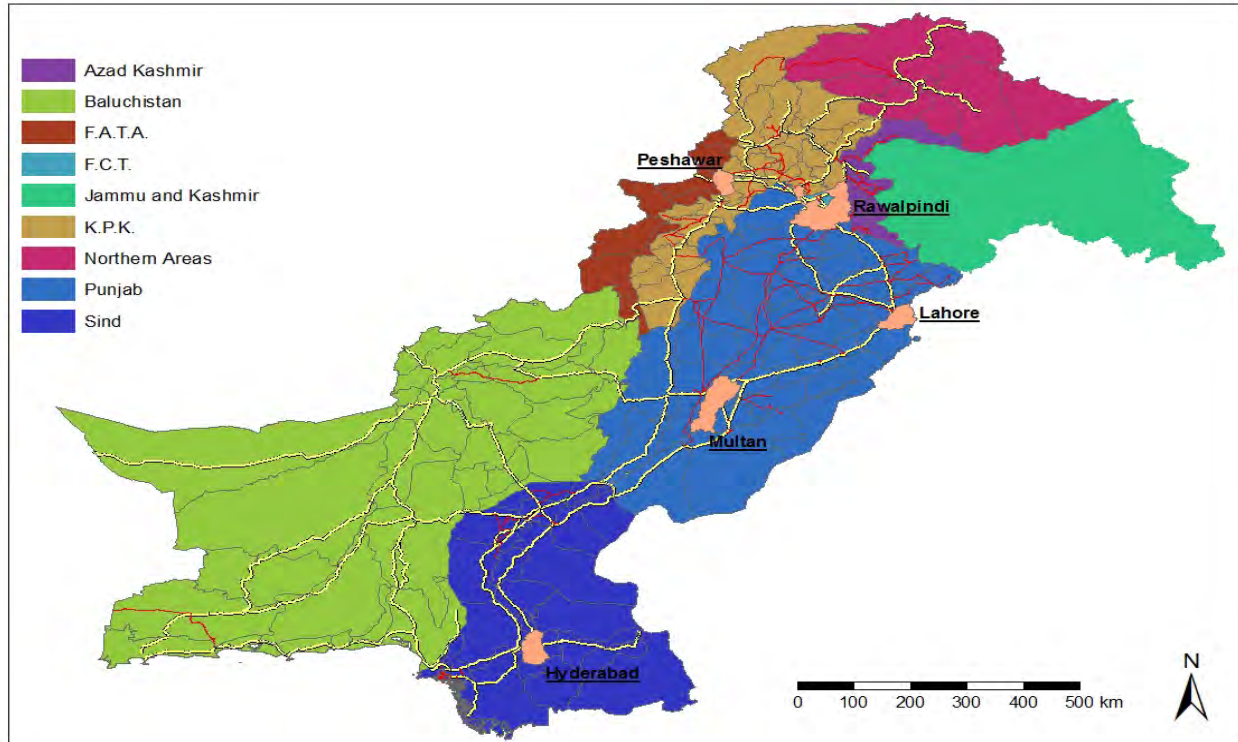 Azad Kashmir
Baluchistan
F.A.T.A.
F.C.T.
Jammu and Kashmir
K.P.K.
Northern Areas
Punjab
Sind
Peshawar
Rawalpindi
Lahore
Multan
Hyderabad
N
0 100 200 300 400 500 km